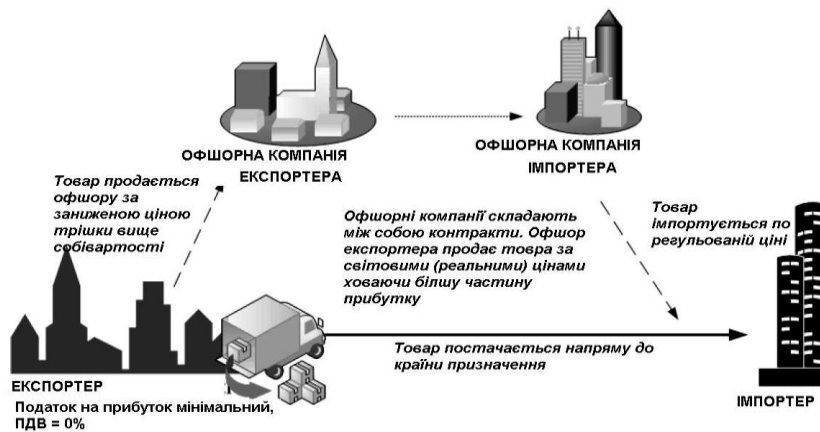 ОФШОРНА КОМПАНІЯ
ЕКСПОРТЕРА
ОФШОРНА КОМПАНІЯ
ІМПОРТЕРА
Товар продається
офшору за
заниженою ціною
трішки вище
собівартості
Офшорні компанії складають
між собою контракти. Офшор
експортера продає товра за
світовими (реальними) цінами
ховаючи білшу частину
прибутку
Товар
імпортується по
регульованій ціні
Товар постачається напряму до
країни призначення
ЕКСПОРТЕР
Податок на прибуток мінімальний,
ПДВ = 0%
ІМПОРТЕР